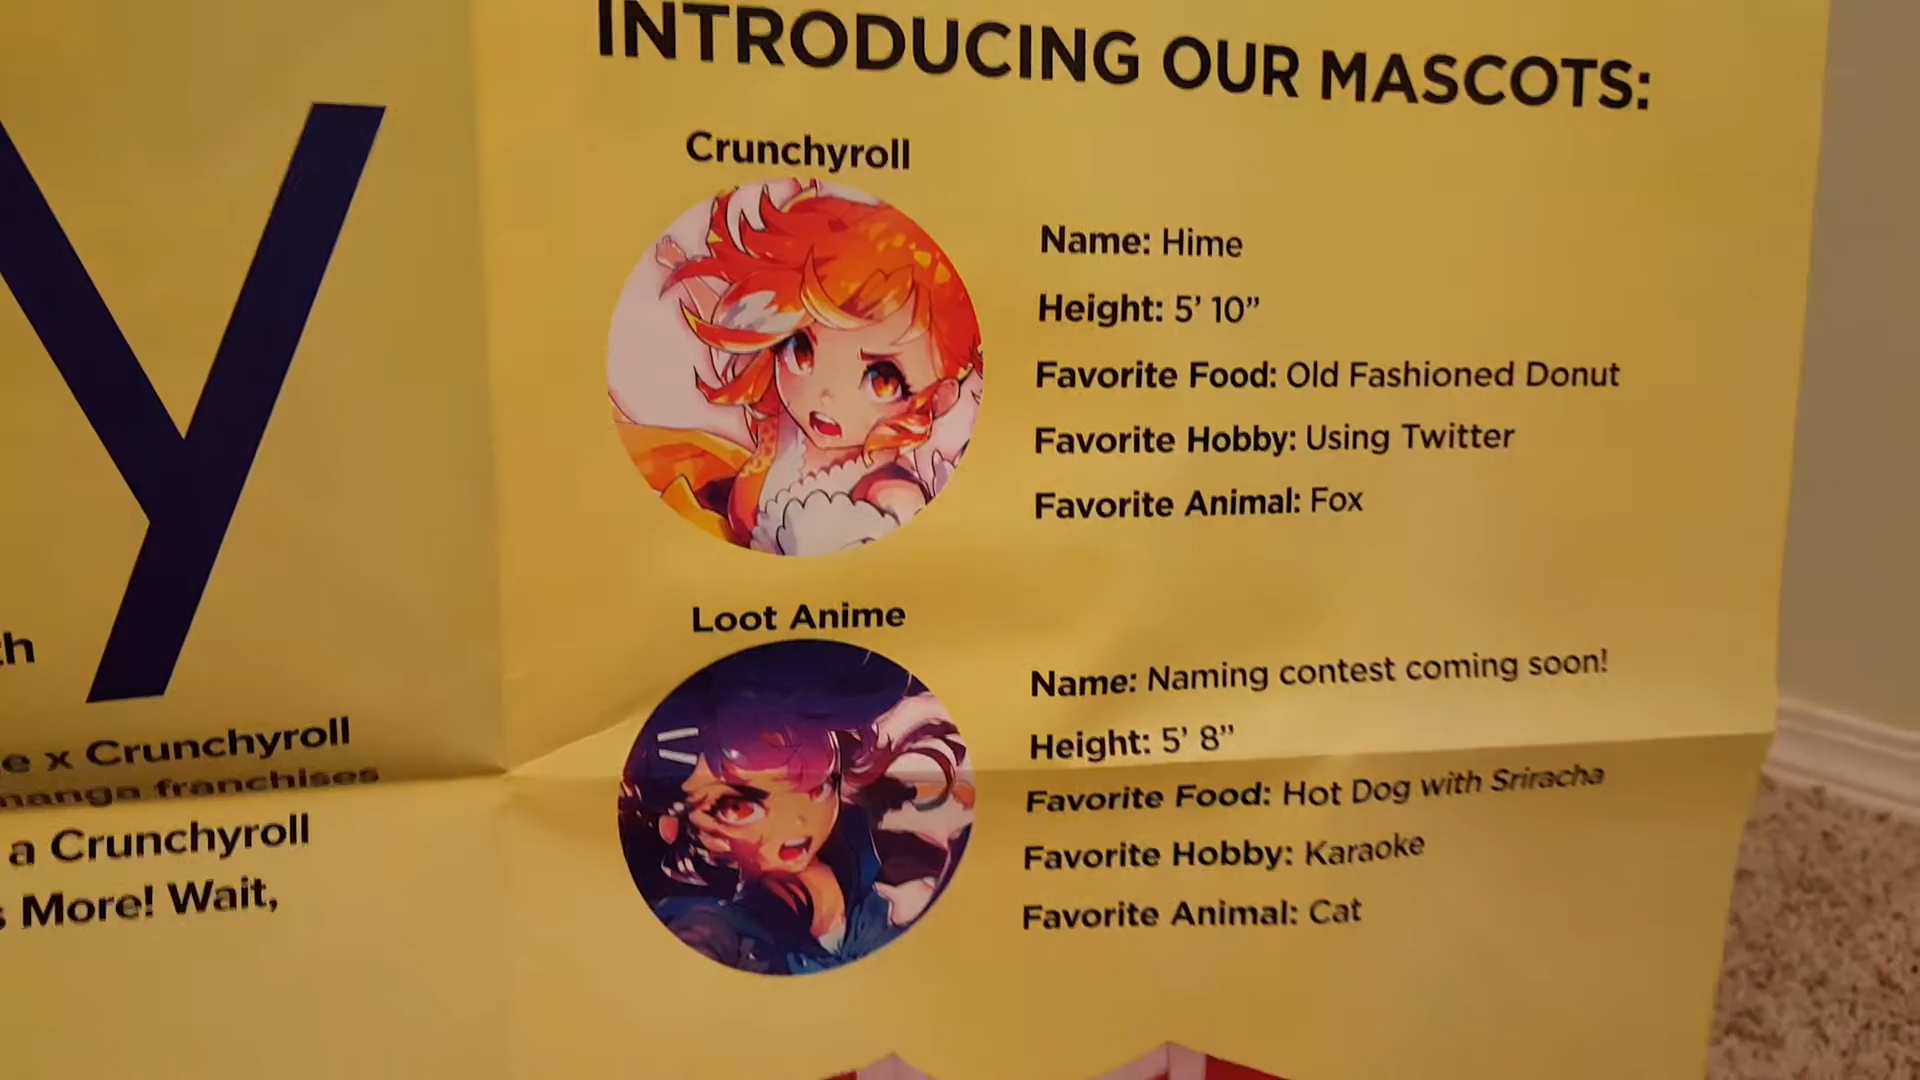 y
th
e x Crunchyroll
manga franchises
a Crunchyroll
s More! Wait,
INTRODUCING OUR MASCOTS:
Crunchyroll
Name: Hime
Height: 5’ 10”
Favorite Food: Old Fashioned Donut
Favorite Hobby: Using Twitter
Favorite Animal: Fox
Loot Anime
Name: Naming contest coming soon!
Height: 5’ 8”
Favorite Food: Hot Dog with Sriracha
Favorite Hobby: Karaoke
Favorite Animal: Cat